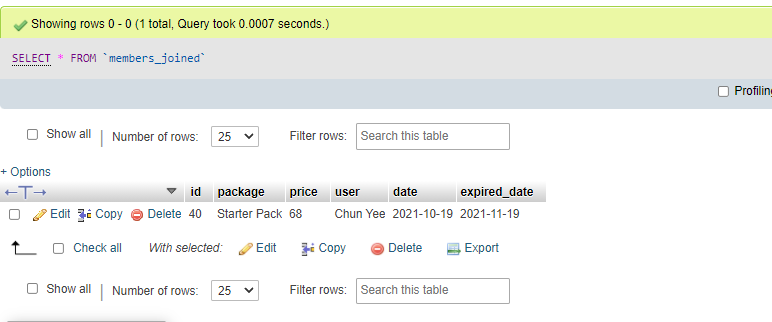 Showing rows 0 - 0 (1 total, Query took 0.0007 seconds.)
SELECT * FROM `members_joined`
Profilin
Show all | Number of rows: 25 Filter rows: Search this table
+ Options
←T→ id package price user date expired_date
Edit Copy Delete 40 Starter Pack 68 Chun Yee 2021-10-19 2021-11-19
Check all With selected: Edit Copy Delete Export
Show all | Number of rows: 25 Filter rows: Search this table